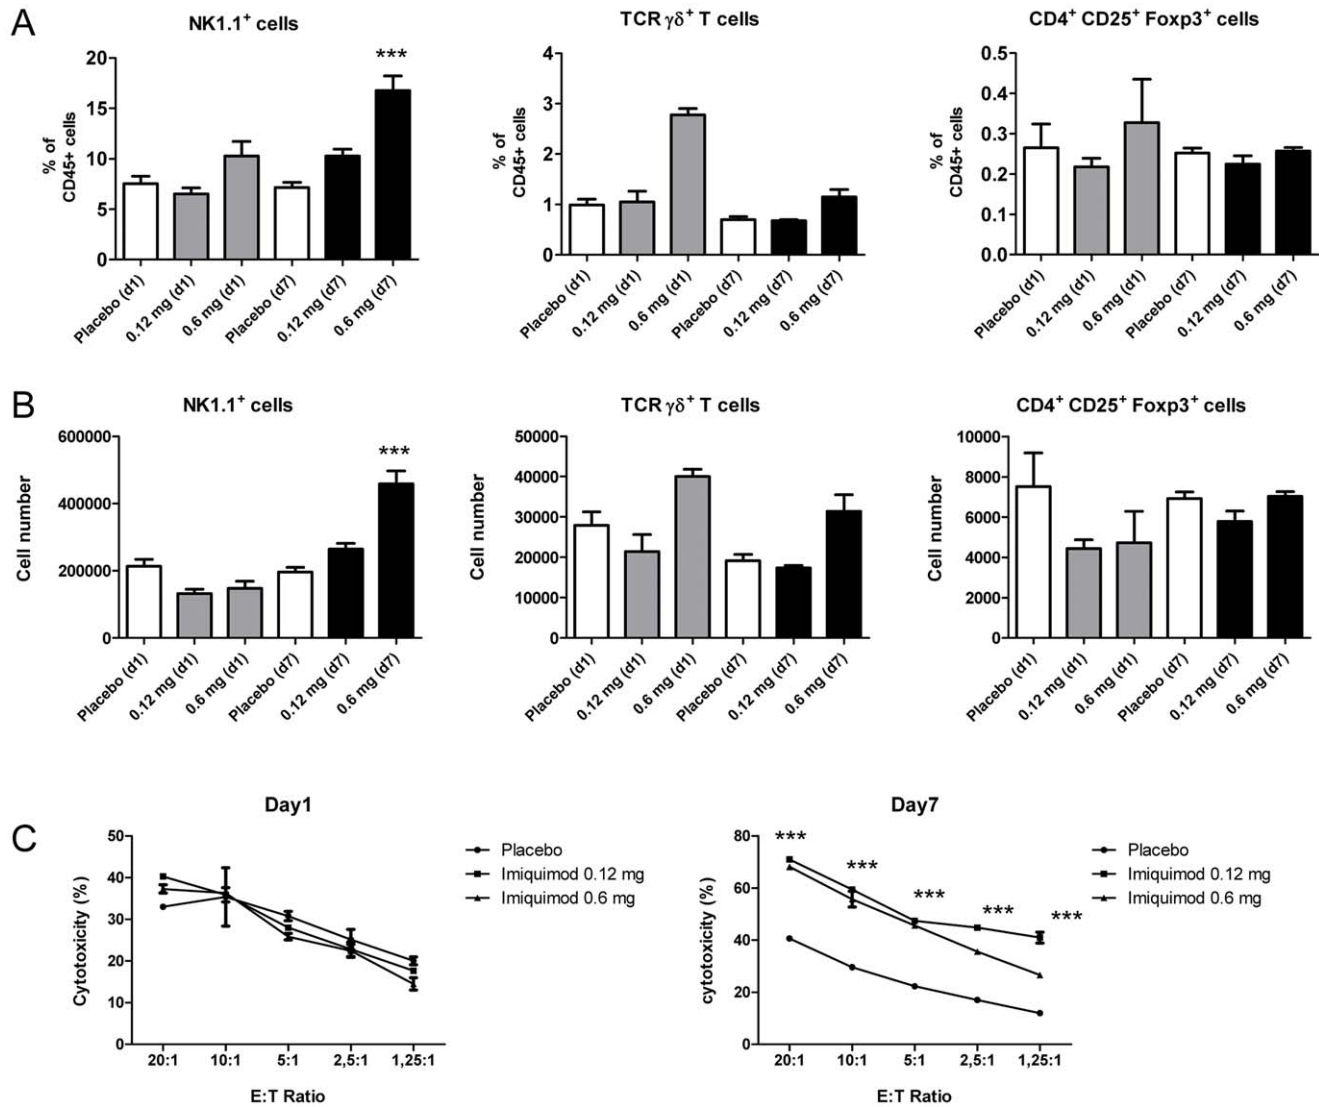 A
NK1.1+ cells
TCR γδ+ T cells
CD4+ CD25+ Foxp3+ cells
% of
CD45+ cells
20
15
10
5
0
***
Placebo (d1)
0.12 mg (d1)
0.6 mg (d1)
Placebo (d7)
0.12 mg (d7)
0.6 mg (d7)
% of
CD45+ cells
4
3
2
1
0
Placebo (d1)
0.12 mg (d1)
0.6 mg (d1)
Placebo (d7)
0.12 mg (d7)
0.6 mg (d7)
% of
CD45+ cells
0.5
0.4
0.3
0.2
0.1
0.0
Placebo (d1)
0.12 mg (d1)
0.6 mg (d1)
Placebo (d7)
0.12 mg (d7)
0.6 mg (d7)
B
NK1.1+ cells
TCR γδ+ T cells
CD4+ CD25+ Foxp3+ cells
Cell number
600000
400000
200000
0
***
Placebo (d1)
0.12 mg (d1)
0.6 mg (d1)
Placebo (d7)
0.12 mg (d7)
0.6 mg (d7)
Cell number
50000
40000
30000
20000
10000
0
Placebo (d1)
0.12 mg (d1)
0.6 mg (d1)
Placebo (d7)
0.12 mg (d7)
0.6 mg (d7)
Cell number
10000
8000
6000
4000
2000
0
Placebo (d1)
0.12 mg (d1)
0.6 mg (d1)
Placebo (d7)
0.12 mg (d7)
0.6 mg (d7)
C
Day1
Cytotoxicity (%)
50
40
30
20
10
0
20:1 10:1 5:1 2,5:1 1,25:1
E:T Ratio
Placebo
Imiquimod 0.12 mg
Imiquimod 0.6 mg
Day7
cytotoxicity (%)
80
60
40
20
0
*** *** *** *** ***
20:1 10:1 5:1 2,5:1 1,25:1
E:T Ratio
Placebo
Imiquimod 0.12 mg
Imiquimod 0.6 mg